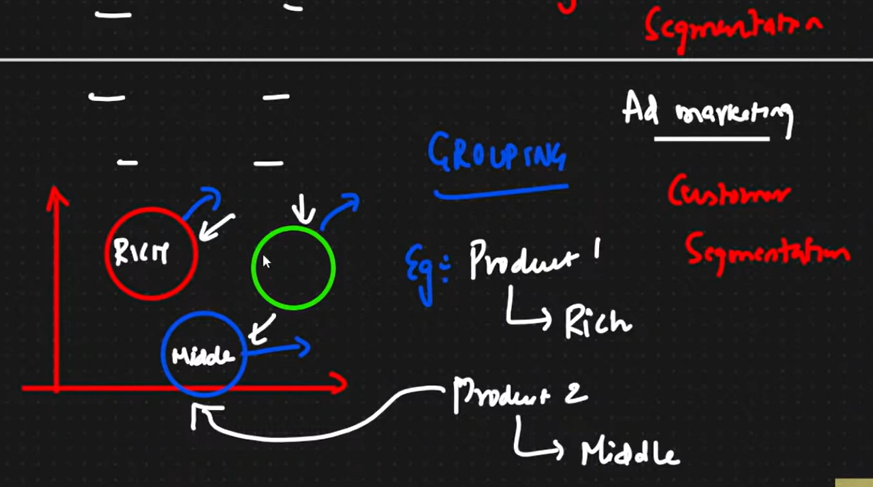 Segmentation
Ad marketing
GROUPING
Customer
Segmentation
RICH
Eg:- Product 1
Rich
Middle
Product 2
Middle